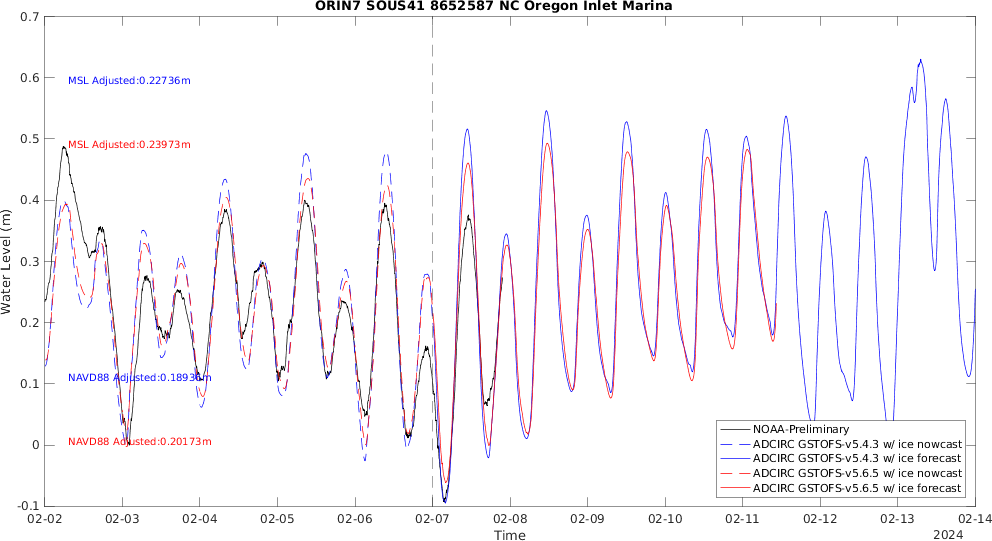 ORIN7 SOUS41 8652587 NC Oregon Inlet Marina
0.7
0.6
0.5
0.4
0.3
0.2
0.1
0
-0.1
Water Level (m)
MSL Adjusted:0.22736m
MSL Adjusted:0.23973m
NAVD88 Adjusted:0.18936m
NAVD88 Adjusted:0.20173m
NOAA-Preliminary
ADCIRC GSTOFS-v5.4.3 w/ ice nowcast
ADCIRC GSTOFS-v5.4.3 w/ ice forecast
ADCIRC GSTOFS-v5.6.5 w/ ice nowcast
ADCIRC GSTOFS-v5.6.5 w/ ice forecast
02-02 02-03 02-04 02-05 02-06 02-07 02-08 02-09 02-10 02-11 02-12 02-13 02-14
Time
2024